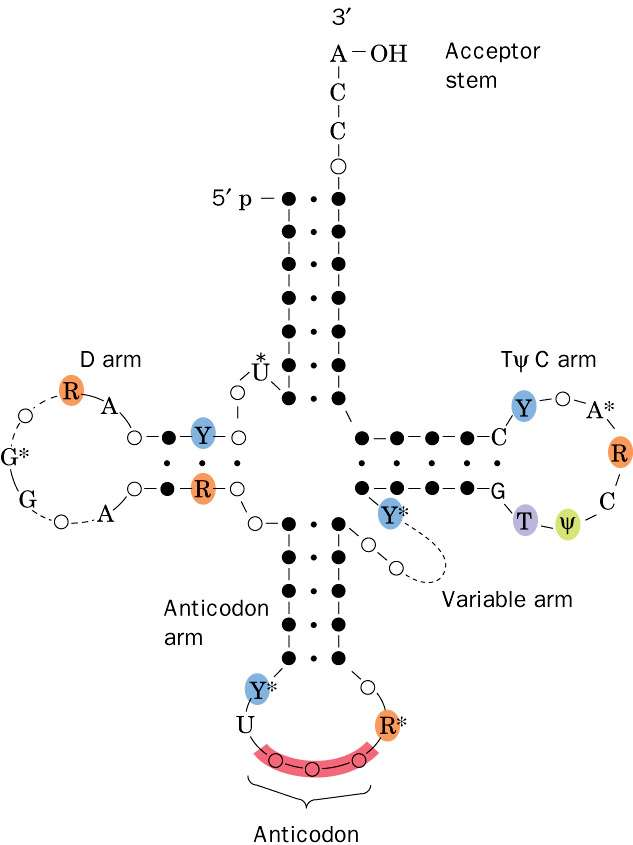 3′
A – OH
Acceptor
stem
C
C
5′ p
U*
D arm
TψC arm
R
A
Y
C
Y
A*
G*
R
G
R
G
A
C
T
ψ
Y*
Variable arm
Anticodon
arm
Y*
U
R*
Anticodon